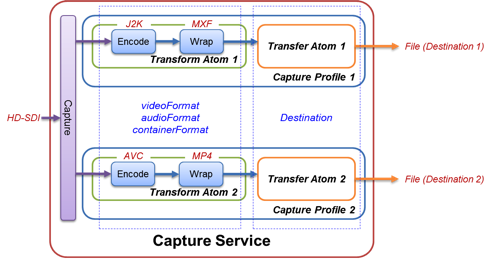 J2K
MXF
Encode
Wrap
Transform Atom 1
Transfer Atom 1
File (Destination 1)
Capture Profile 1
HD-SDI
Capture
videoFormat
audioFormat
containerFormat
Destination
AVC
MP4
Encode
Wrap
Transform Atom 2
Transfer Atom 2
File (Destination 2)
Capture Profile 2
Capture Service